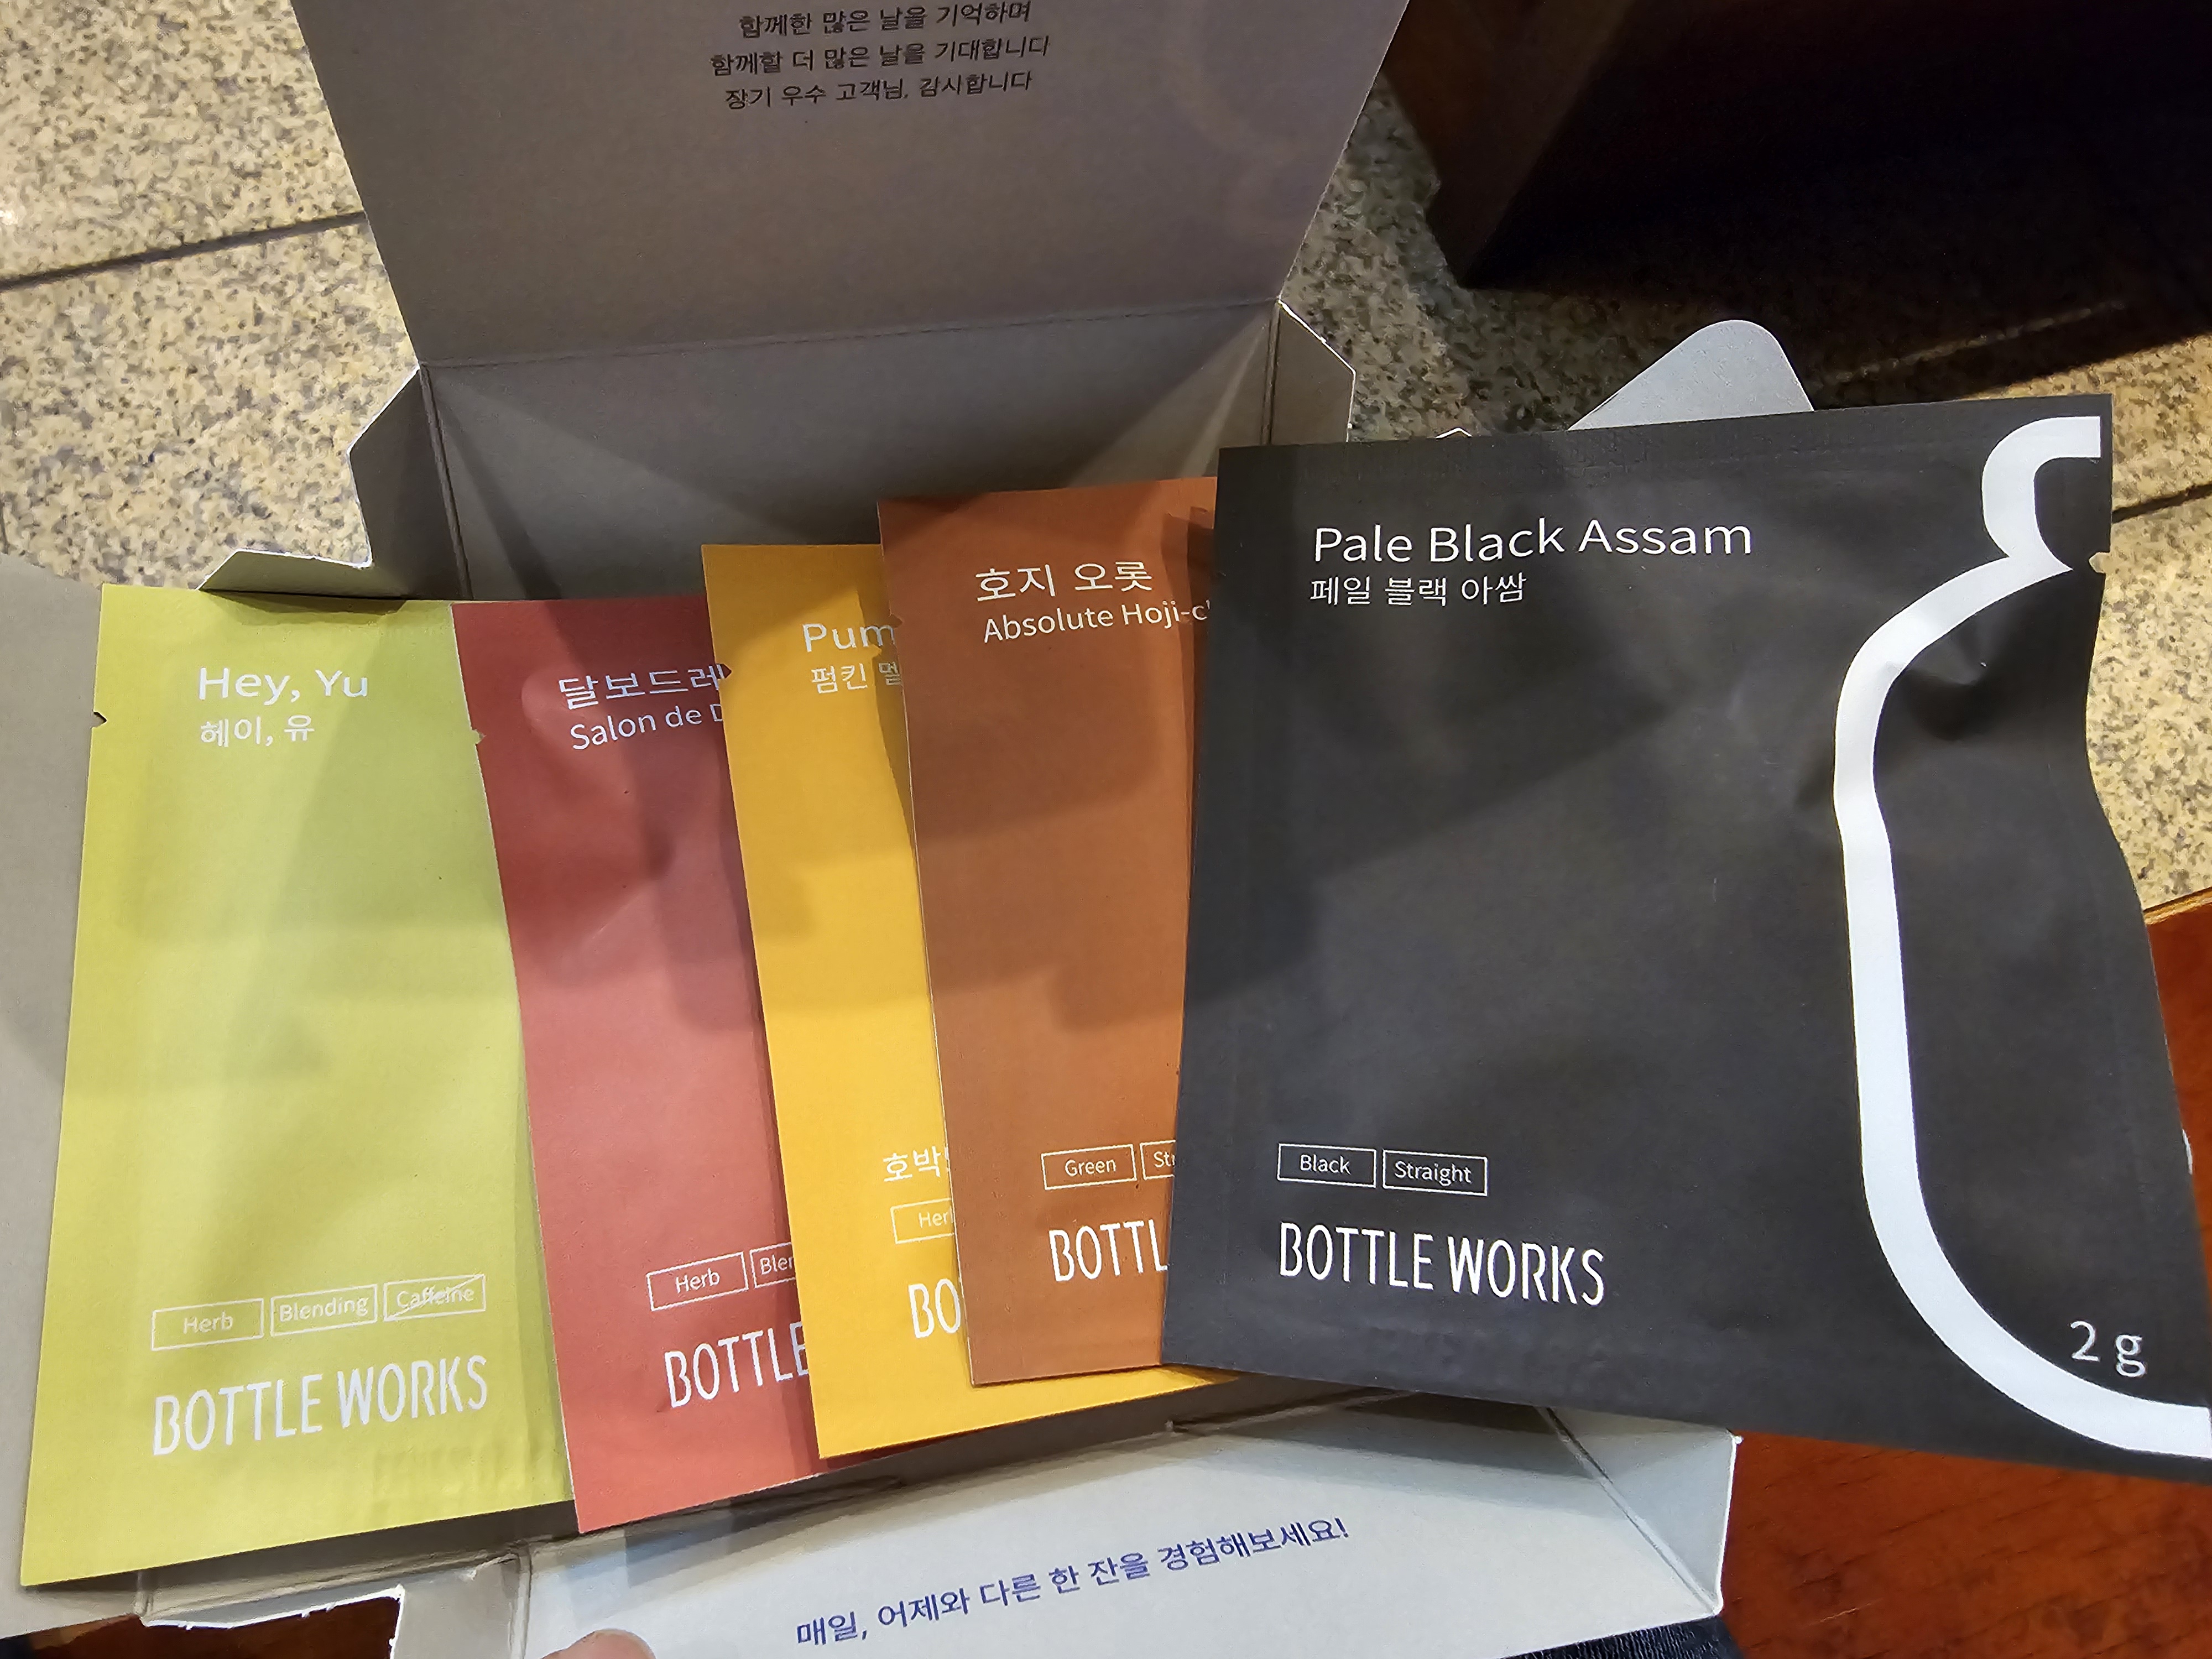 함께한 많은 날을 기억하며
함께할 더 많은 날을 기대합니다
장기 우수 고객님, 감사합니다
Hey, Yu
헤이, 유
Herb
Blending
Caffeine
BOTTLE WORKS
달보드레
Salon de
Herb
BOTTLE
펌킨
호박
호지 오롯
Absolute Hoji-c
Green
Pale Black Assam
페일 블랙 아쌈
Black
Straight
BOTTLE WORKS
2 g
매일, 어제와 다른 한 잔을 경험해보세요!